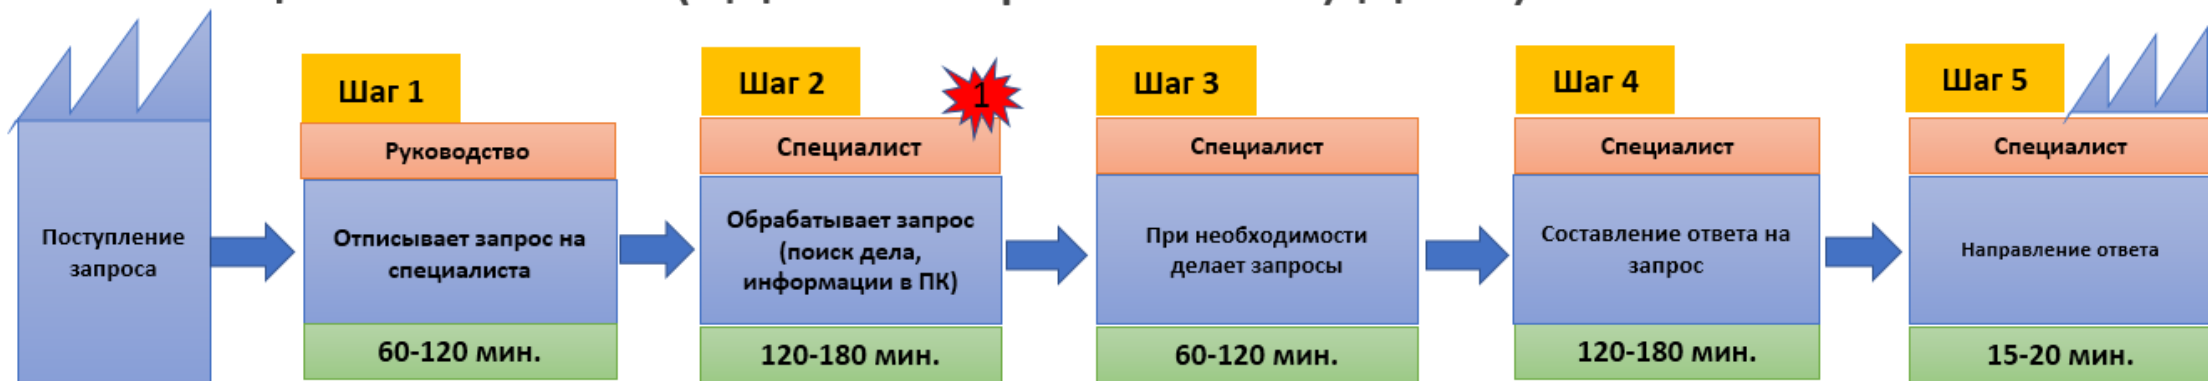 Поступление
запроса
Шаг 1
Руководство
Отписывает запрос на
специалиста
60-120 мин.
Шаг 2
1
Специалист
Обрабатывает запрос
(поиск дела,
информации в ПК)
120-180 мин.
Шаг 3
Специалист
При необходимости
делает запросы
60-120 мин.
Шаг 4
Специалист
Составление ответа на
запрос
120-180 мин.
Шаг 5
Специалист
Направление ответа
15-20 мин.